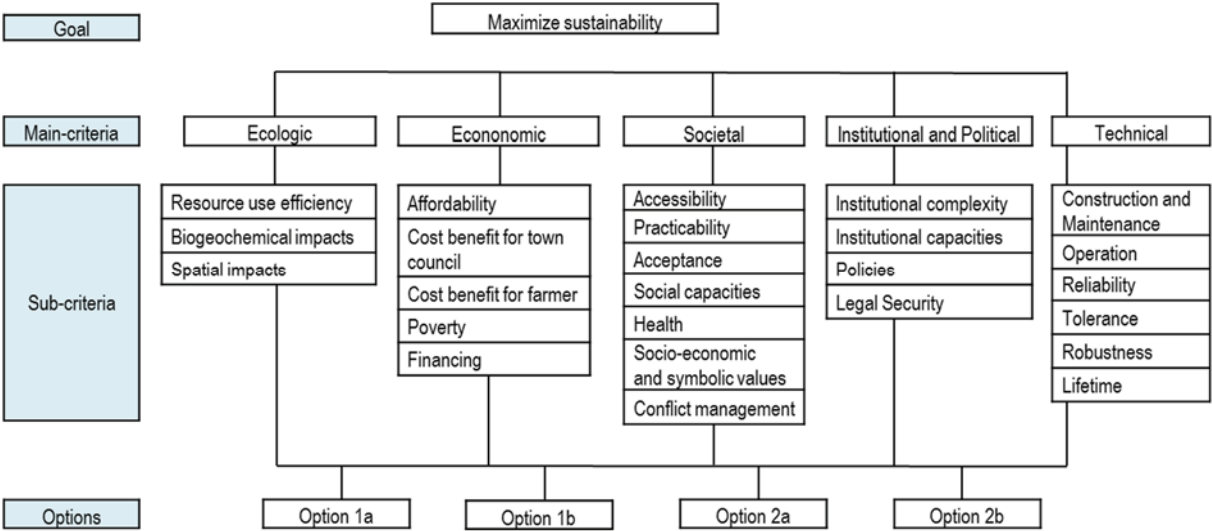 Goal
Maximize sustainability
Main-criteria
Ecologic
Econonomic
Societal
Institutional and Political
Technical
Sub-criteria
Resource use efficiency
Biogeochemical impacts
Spatial impacts
Affordability
Cost benefit for town
council
Cost benefit for farmer
Poverty
Financing
Accessibility
Practicability
Acceptance
Social capacities
Health
Socio-economic
and symbolic values
Conflict management
Institutional complexity
Institutional capacities
Policies
Legal Security
Construction and
Maintenance
Operation
Reliability
Tolerance
Robustness
Lifetime
Options
Option 1a
Option 1b
Option 2a
Option 2b